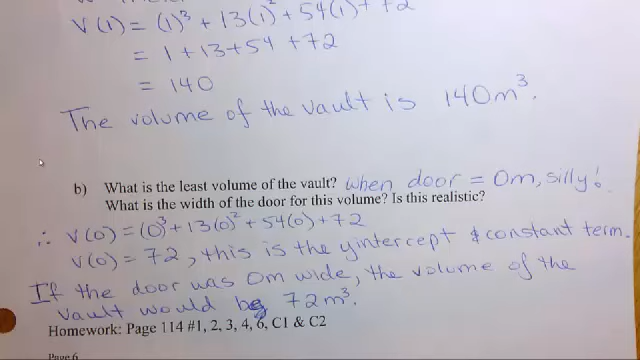 V(1) = (1)³ + 13(1)² + 54(1) + 72
= 1 + 13 + 54 + 72
= 140
The volume of the vault is 140m³.
b) What is the least volume of the vault? when door = 0m, silly!
What is the width of the door for this volume? Is this realistic?
∴ V(0) = (0)³ + 13(0)² + 54(0) + 72
V(0) = 72, this is the yintercept & constant term.
If the door was 0m wide, the volume of the
vault would be 72m³.
Homework: Page 114 #1, 2, 3, 4, 6, C1 & C2
Page 6